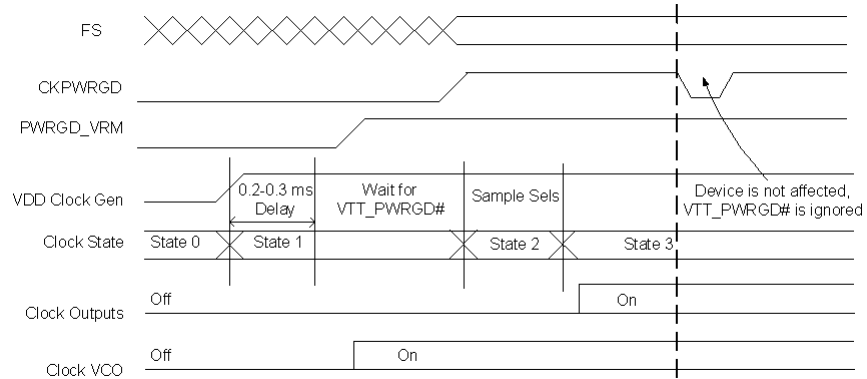 FS
CKPWRGD
PWRGD_VRM
VDD Clock Gen
0.2-0.3 ms
Delay
Wait for
VTT_PWRGD#
Sample Sels
Device is not affected,
VTT_PWRGD# is ignored
Clock State
State 0
State 1
State 2
State 3
Clock Outputs
Off
On
Clock VCO
Off
On